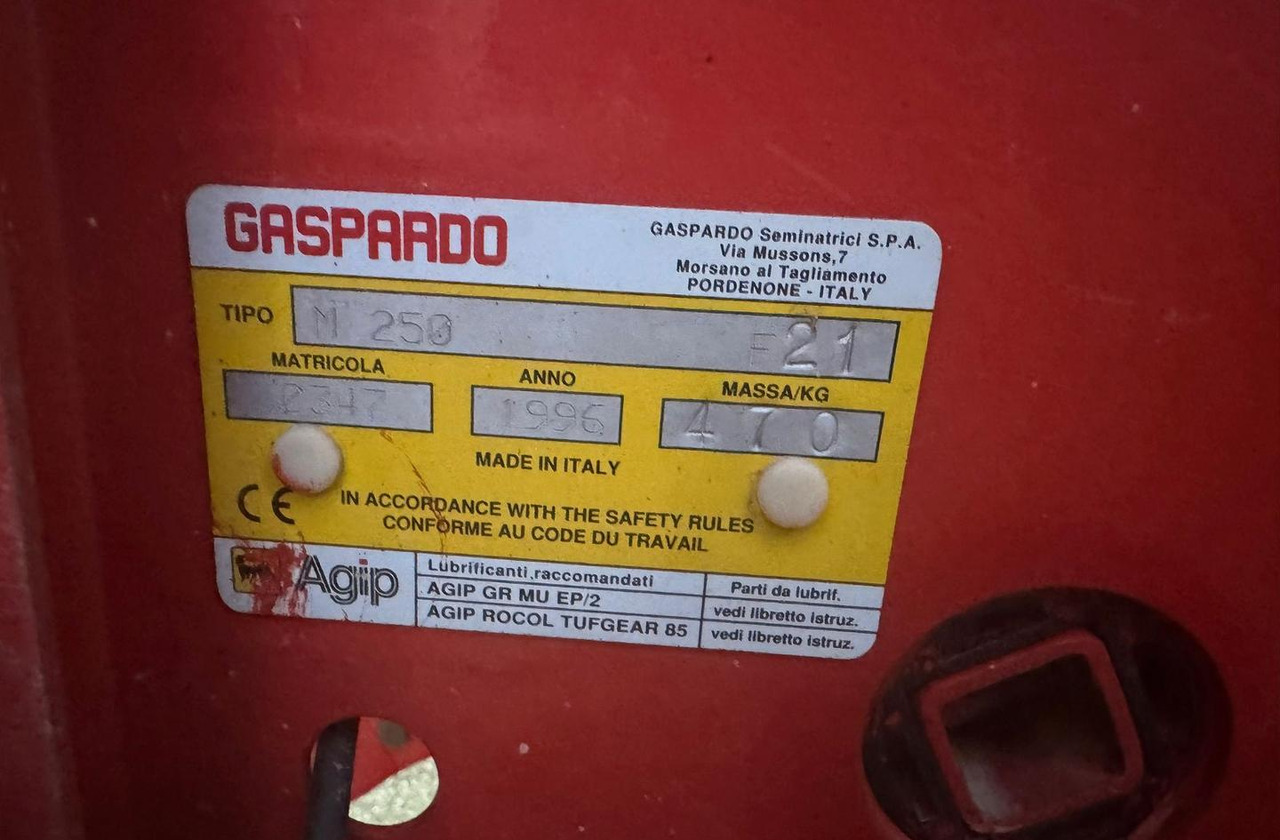 GASPARDO
GASPARDO Seminatrici S.P.A.
Via Mussons,7
Morsano al Tagliamento
PORDENONE - ITALY
TIPO M 250 F21
MATRICOLA ANNO MASSA/KG
2347 1996 470
MADE IN ITALY
CE IN ACCORDANCE WITH THE SAFETY RULES
CONFORME AU CODE DU TRAVAIL
Agip
Lubrificanti raccomandati Parti da lubrif.
AGIP GR MU EP/2 vedi libretto istruz.
AGIP ROCOL TUFGEAR 85 vedi libretto istruz.